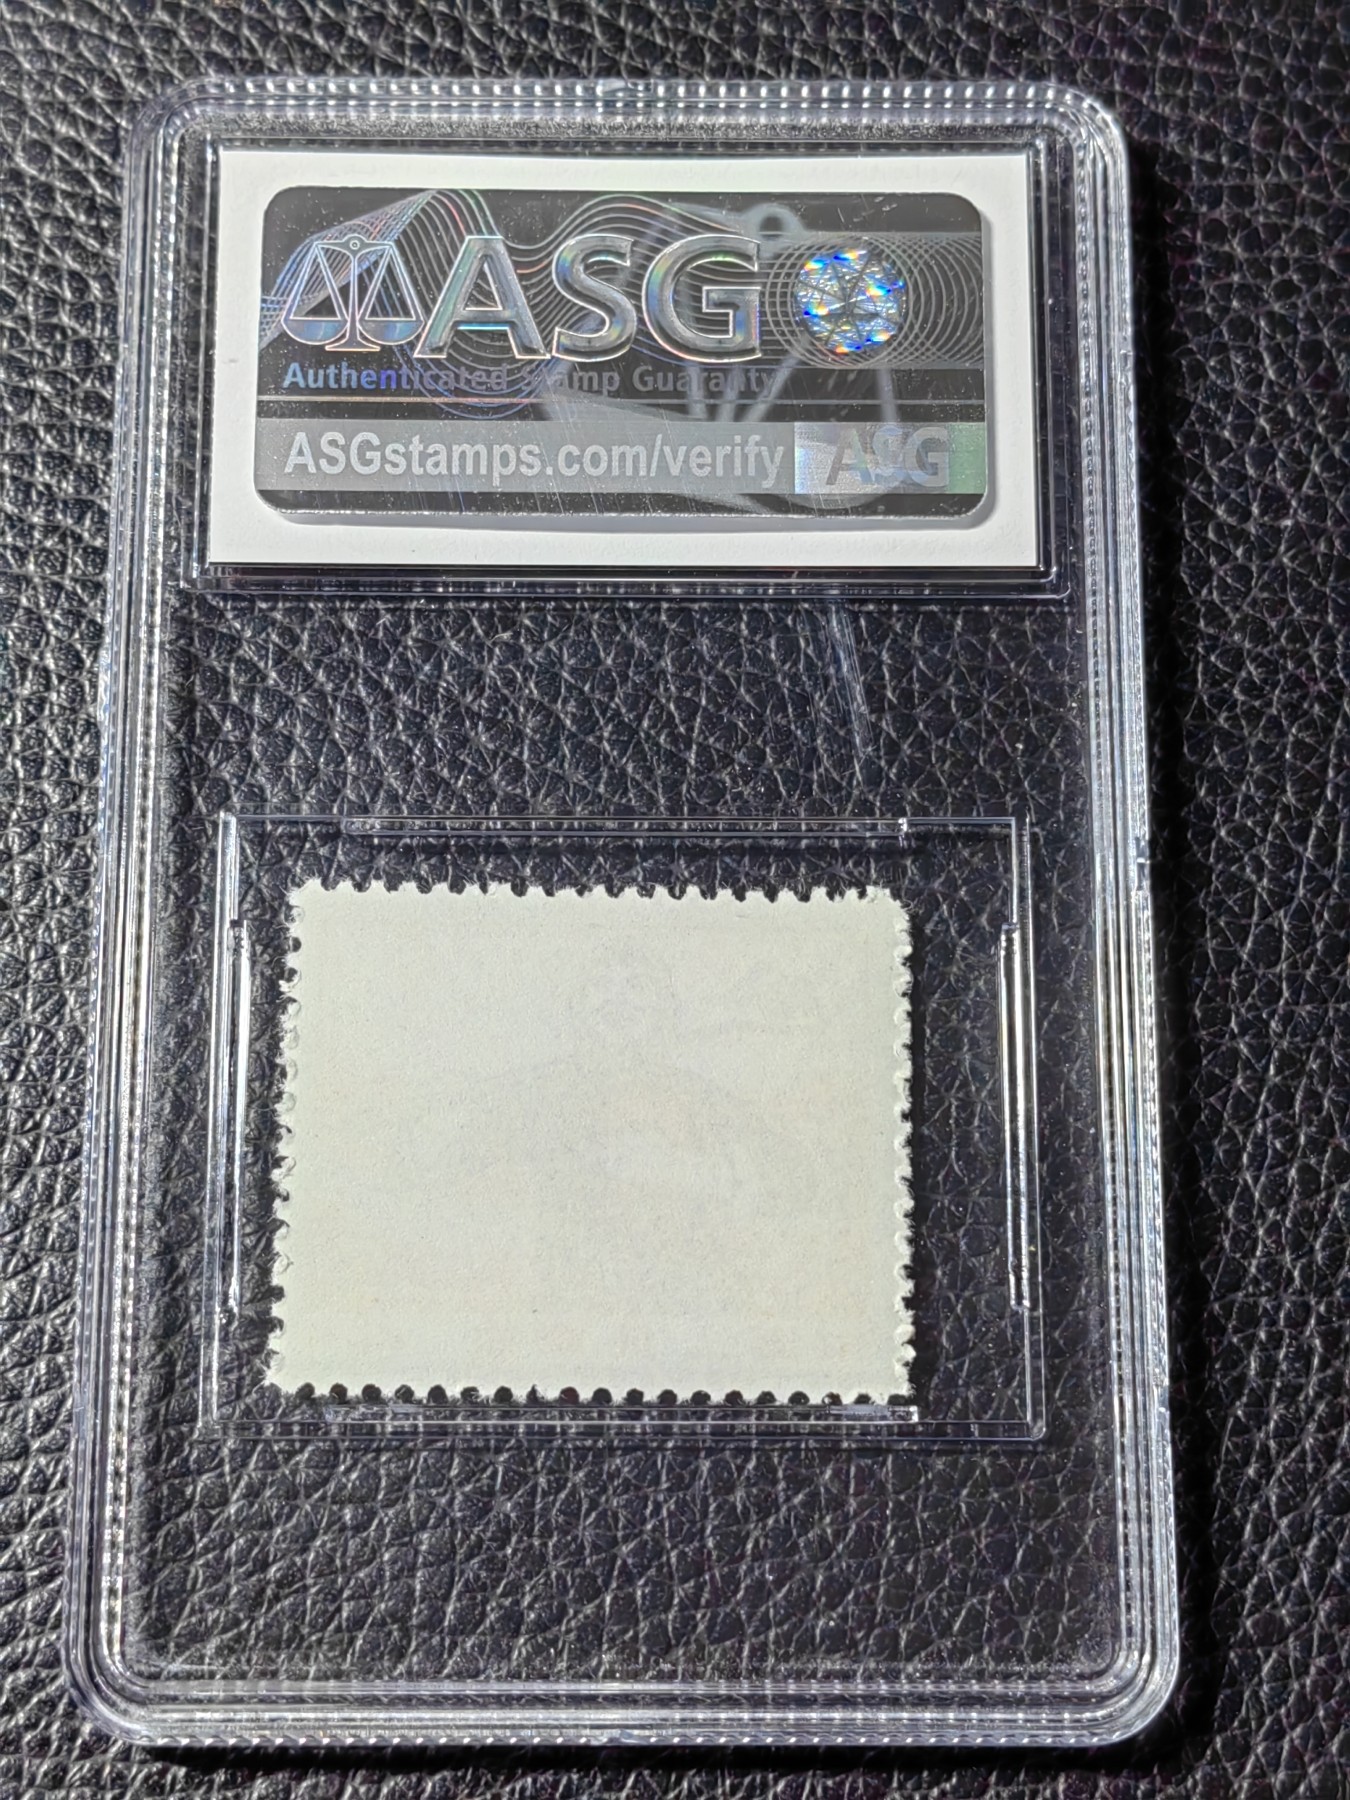 ASG
Authenticated Stamp Guaranty
ASGstamps.com/verify ASG